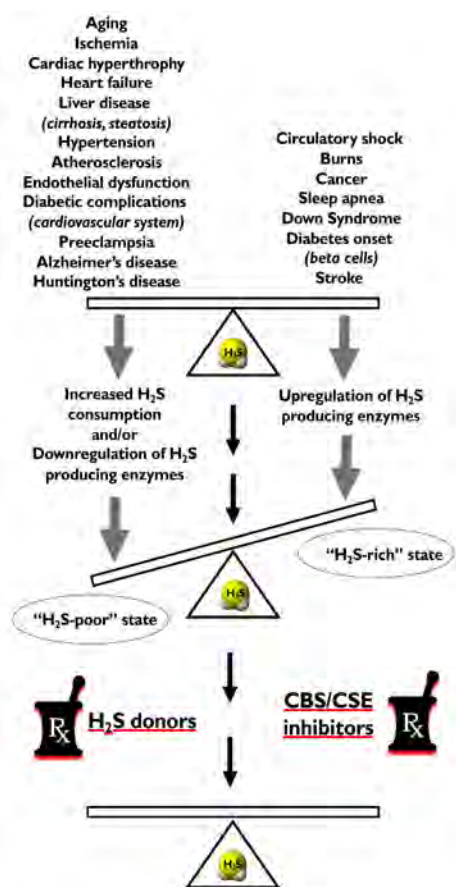 Aging
Ischemia
Cardiac hyperthrophy
Heart failure
Liver disease
(cirrhosis, steatosis)
Hypertension
Atherosclerosis
Endothelial dysfunction
Diabetic complications
(cardiovascular system)
Preeclampsia
Alzheimer's disease
Huntington's disease
Circulatory shock
Burns
Cancer
Sleep apnea
Down Syndrome
Diabetes onset
(beta cells)
Stroke
H₂S
Increased H₂S
consumption
and/or
Downregulation of H₂S
producing enzymes
Upregulation of H₂S
producing enzymes
"H₂S-rich" state
H₂S
"H₂S-poor" state
Rx
H₂S donors
CBS/CSE
inhibitors
Rx
H₂S